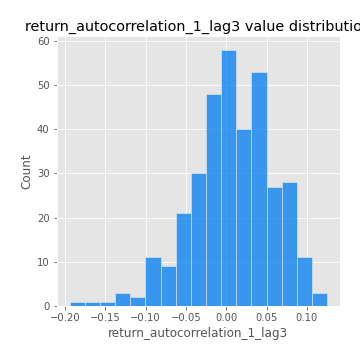 return_autocorrelation_1_lag3 value distributio
60
50
40
30
20
10
0
Count
−0.20 −0.15 −0.10 −0.05 0.00 0.05 0.10
return_autocorrelation_1_lag3